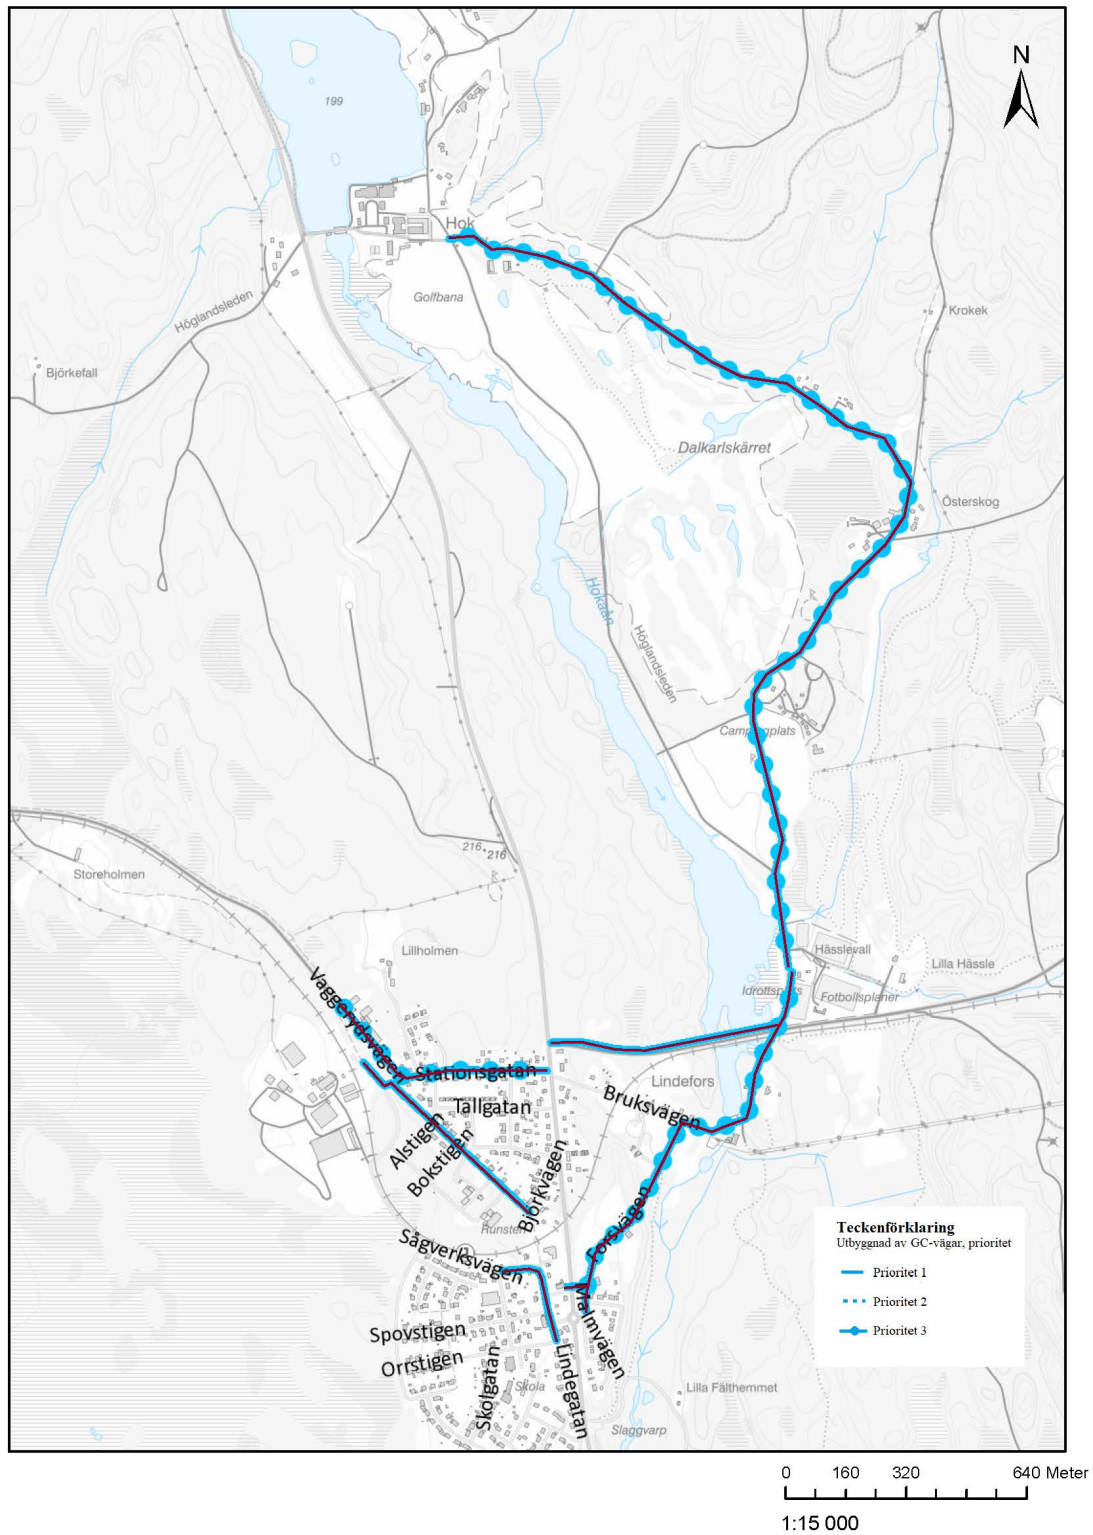 N
199
Hok
Golfbana
Höglandsleden
Krokek
Björkefall
Dalkarlskärret
Österskog
Hokaån
Höglandsleden
Campingplats
216
216
Storeholmen
Lillholmen
Hässlevall
Lilla Hässle
Idrottsplats
Fotbollsplaner
Vaggerydsvägen
Stationsgatan
Lindefors
Tallgatan
Bruksvägen
Alstigen
Bokstigen
Björkvägen
Runsten
Forsvägen
Sågverksvägen
Malmvägen
Spovstigen
Orrstigen
Skolgatan
Skola
Lindegatan
Lilla Fälthemmet
Slaggvarp
Teckenförklaring
Utbyggnad av GC-vägar, prioritet
Prioritet 1
Prioritet 2
Prioritet 3
0 160 320 640 Meter
1:15 000